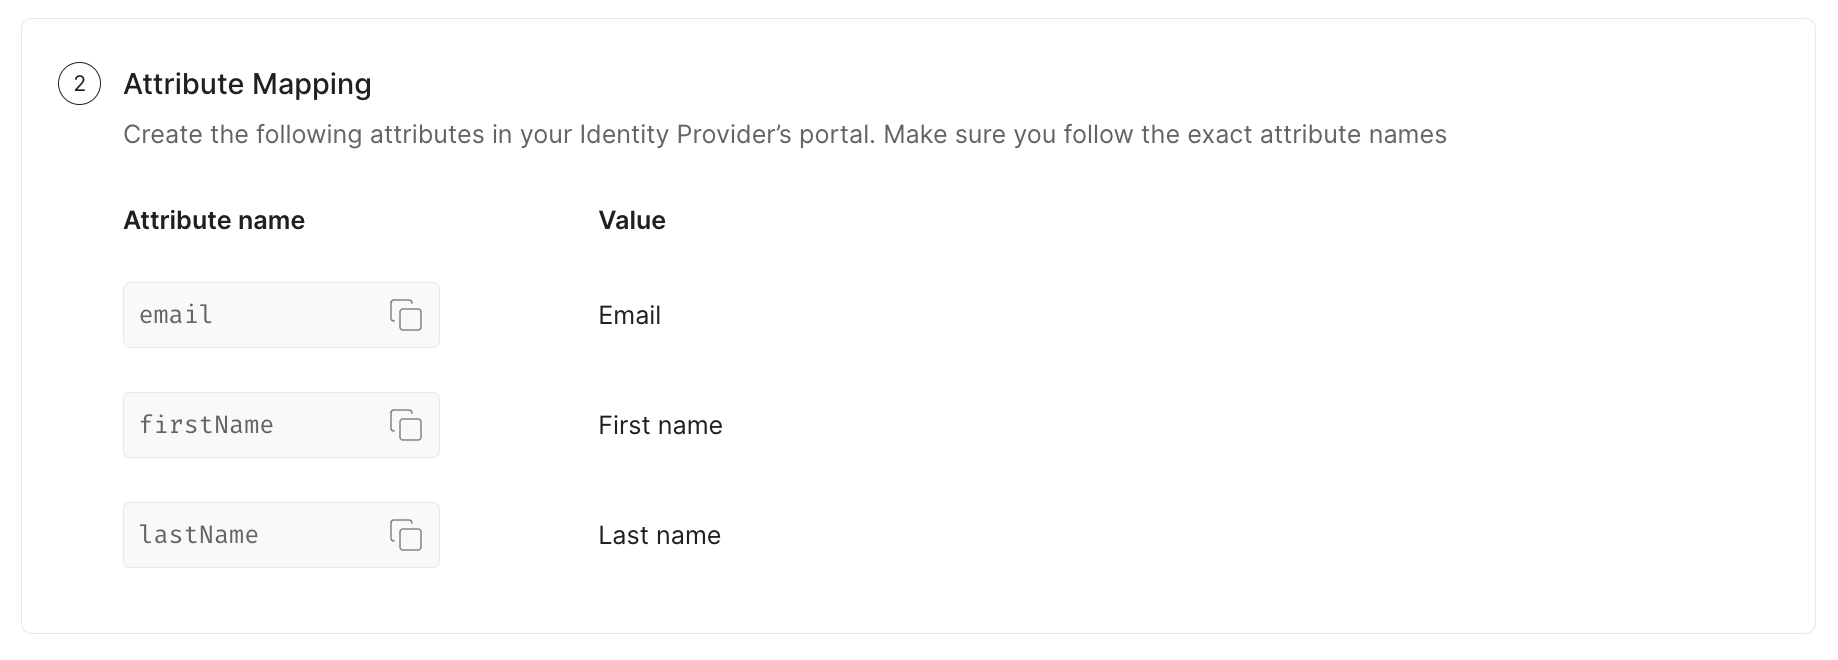 2
Attribute Mapping
Create the following attributes in your Identity Provider’s portal. Make sure you follow the exact attribute names
Attribute name Value
email Email
firstName First name
lastName Last name